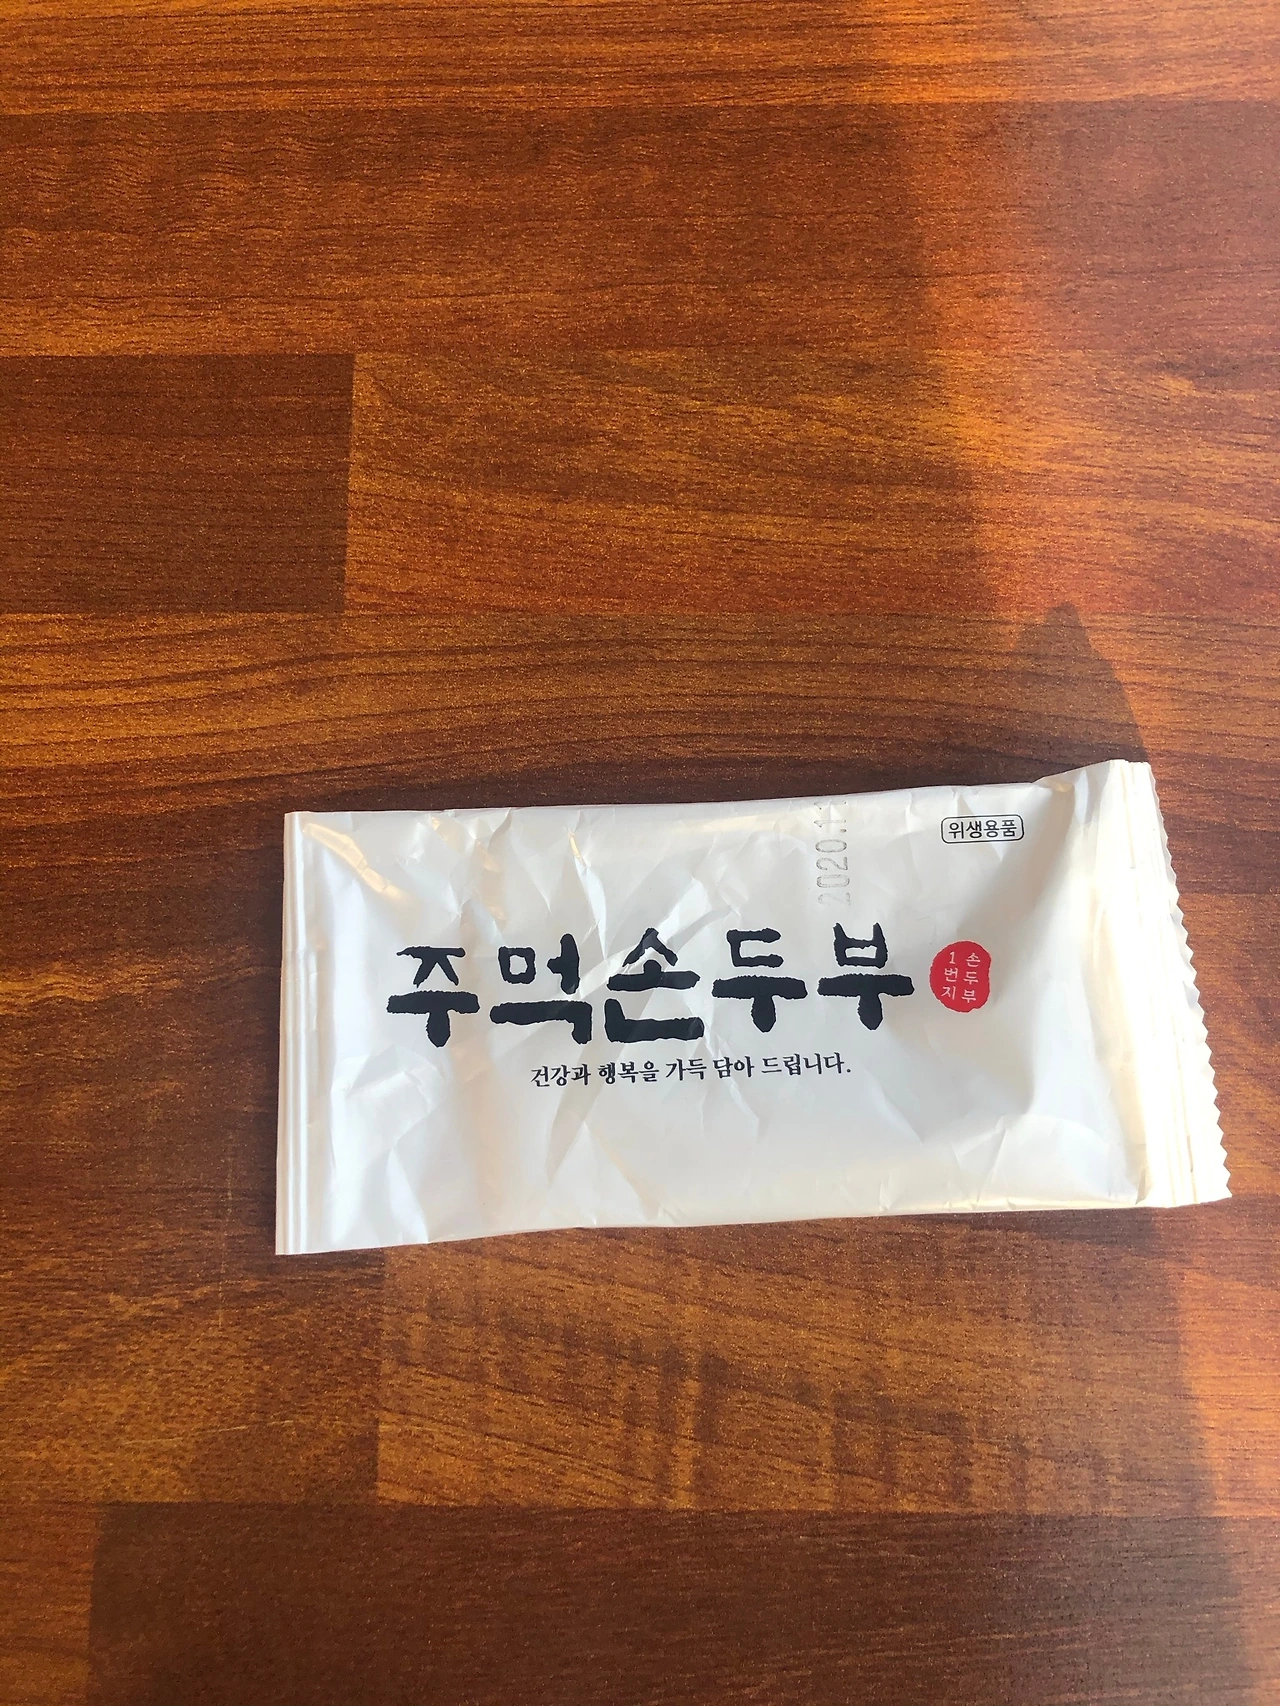 위생용품
2020.1
주먹손두부
손두부
1번지
건강과 행복을 가득 담아 드립니다.